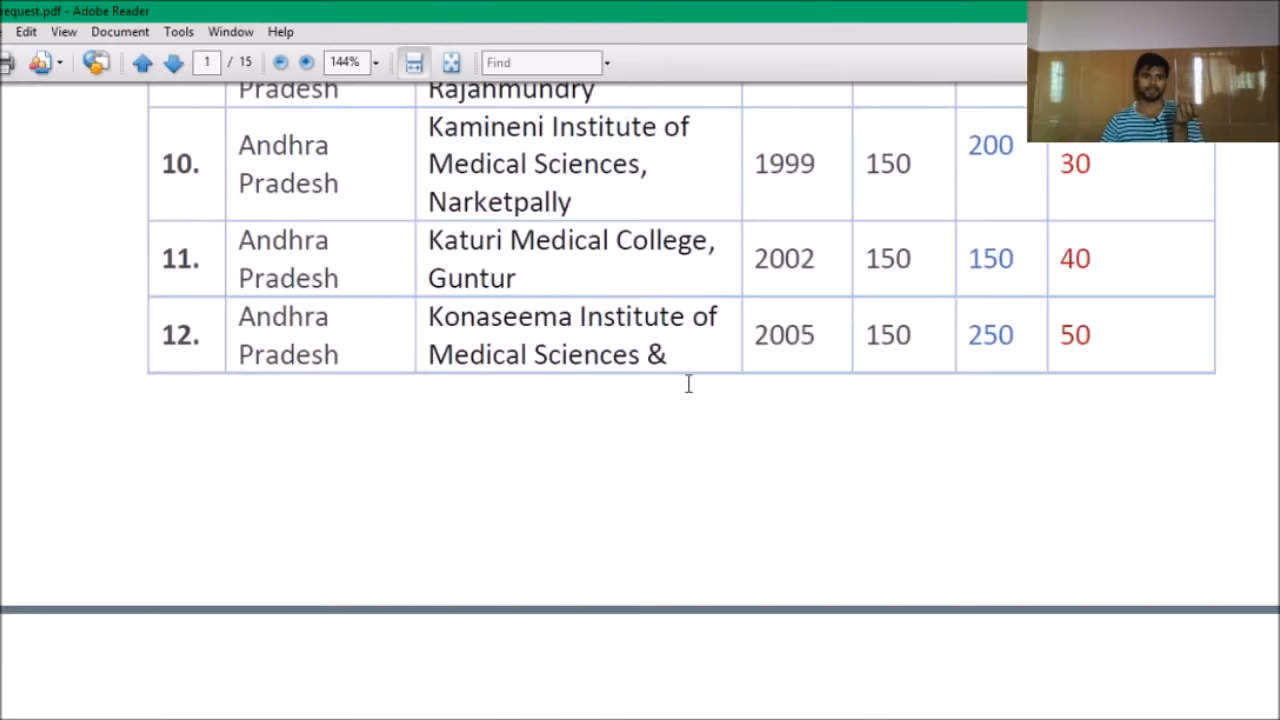 request.pdf - Adobe Reader
Edit View Document Tools Window Help
1 / 15 144% Find
Pradesh Rajahmundry
10. Andhra Pradesh Kamineni Institute of Medical Sciences, Narketpally 1999 150 200 30
11. Andhra Pradesh Katuri Medical College, Guntur 2002 150 150 40
12. Andhra Pradesh Konaseema Institute of Medical Sciences & 2005 150 250 50